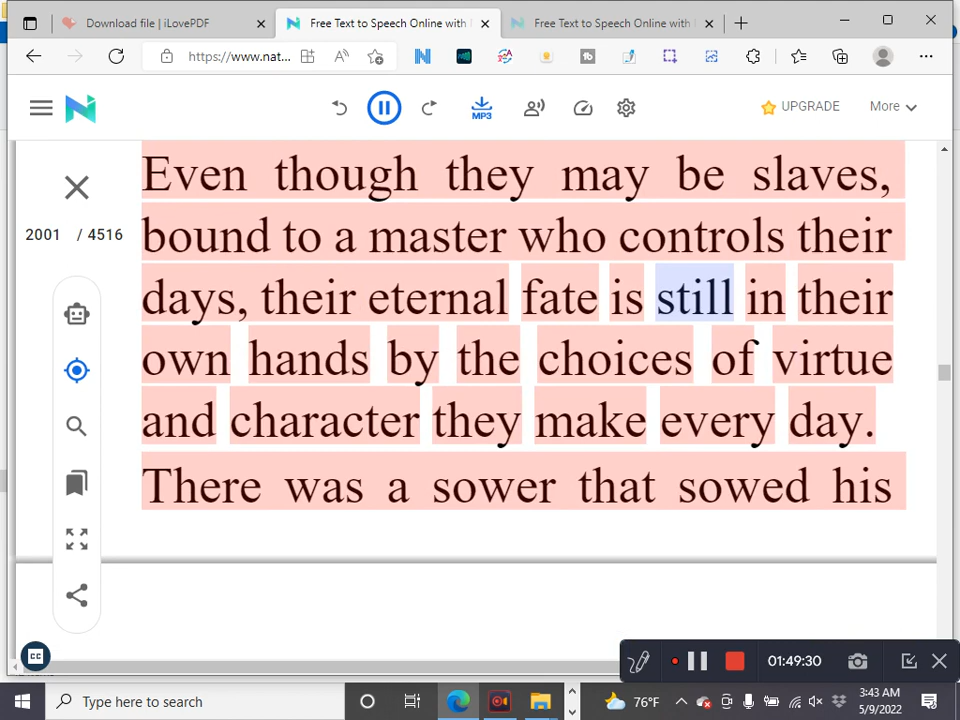 Download file | iLovePDF
Free Text to Speech Online with
Free Text to Speech Online with
https://www.nat...
MP3
UPGRADE
More
Even though they may be slaves,
bound to a master who controls their
days, their eternal fate is still in their
own hands by the choices of virtue
and character they make every day.
There was a sower that sowed his
2001 / 4516
CC
01:49:30
Type here to search
76°F
3:43 AM
5/9/2022